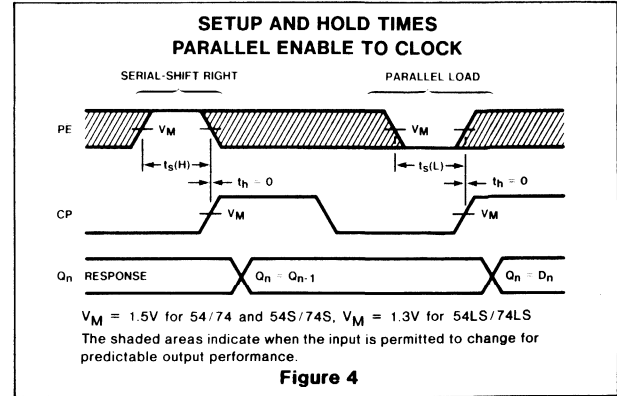 SETUP AND HOLD TIMES
PARALLEL ENABLE TO CLOCK
SERIAL-SHIFT RIGHT
PARALLEL LOAD
PE
VM
VM
ts(H)
ts(L)
th = 0
th = 0
CP
VM
VM
Qn RESPONSE
Qn = Qn-1
Qn = Dn
VM = 1.5V for 54/74 and 54S/74S, VM = 1.3V for 54LS/74LS
The shaded areas indicate when the input is permitted to change for
predictable output performance.
Figure 4